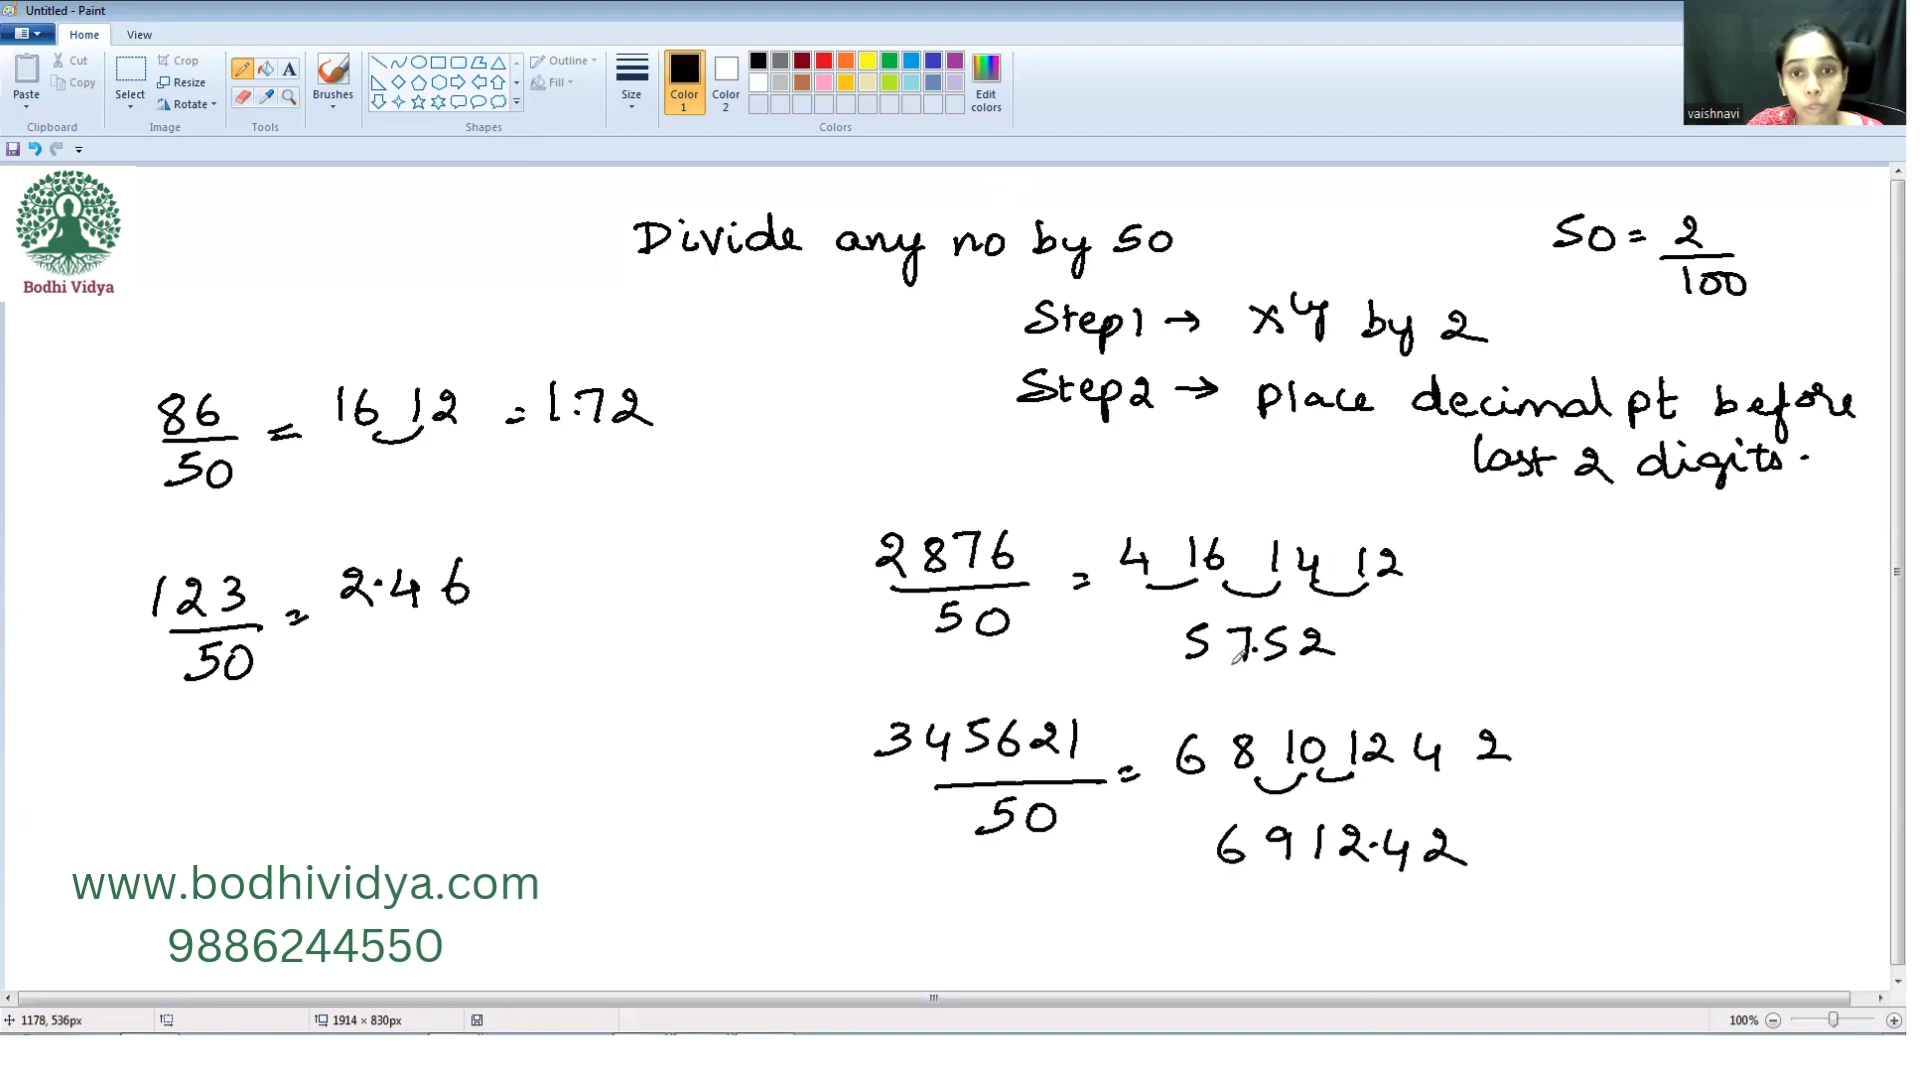 Untitled - Paint
Home View
Paste Cut Copy Clipboard
Select Crop Resize Rotate Image
Tools
Brushes
Outline Fill Shapes
Size
Color 1 Color 2 Edit colors Colors
vaishnavi
Bodhi Vidya
Divide any no by 50
50 = 2/100
Step1 → xly by 2
Step2 → place decimal pt before
last 2 digits.
86/50 = 16 12 = 1.72
123/50 = 2.46
2876/50 = 4 16 14 12
57.52
345621/50 = 6 8 10 12 4 2
6912.42
www.bodhividya.com
9886244550
1178, 536px
1914 × 830px
100%